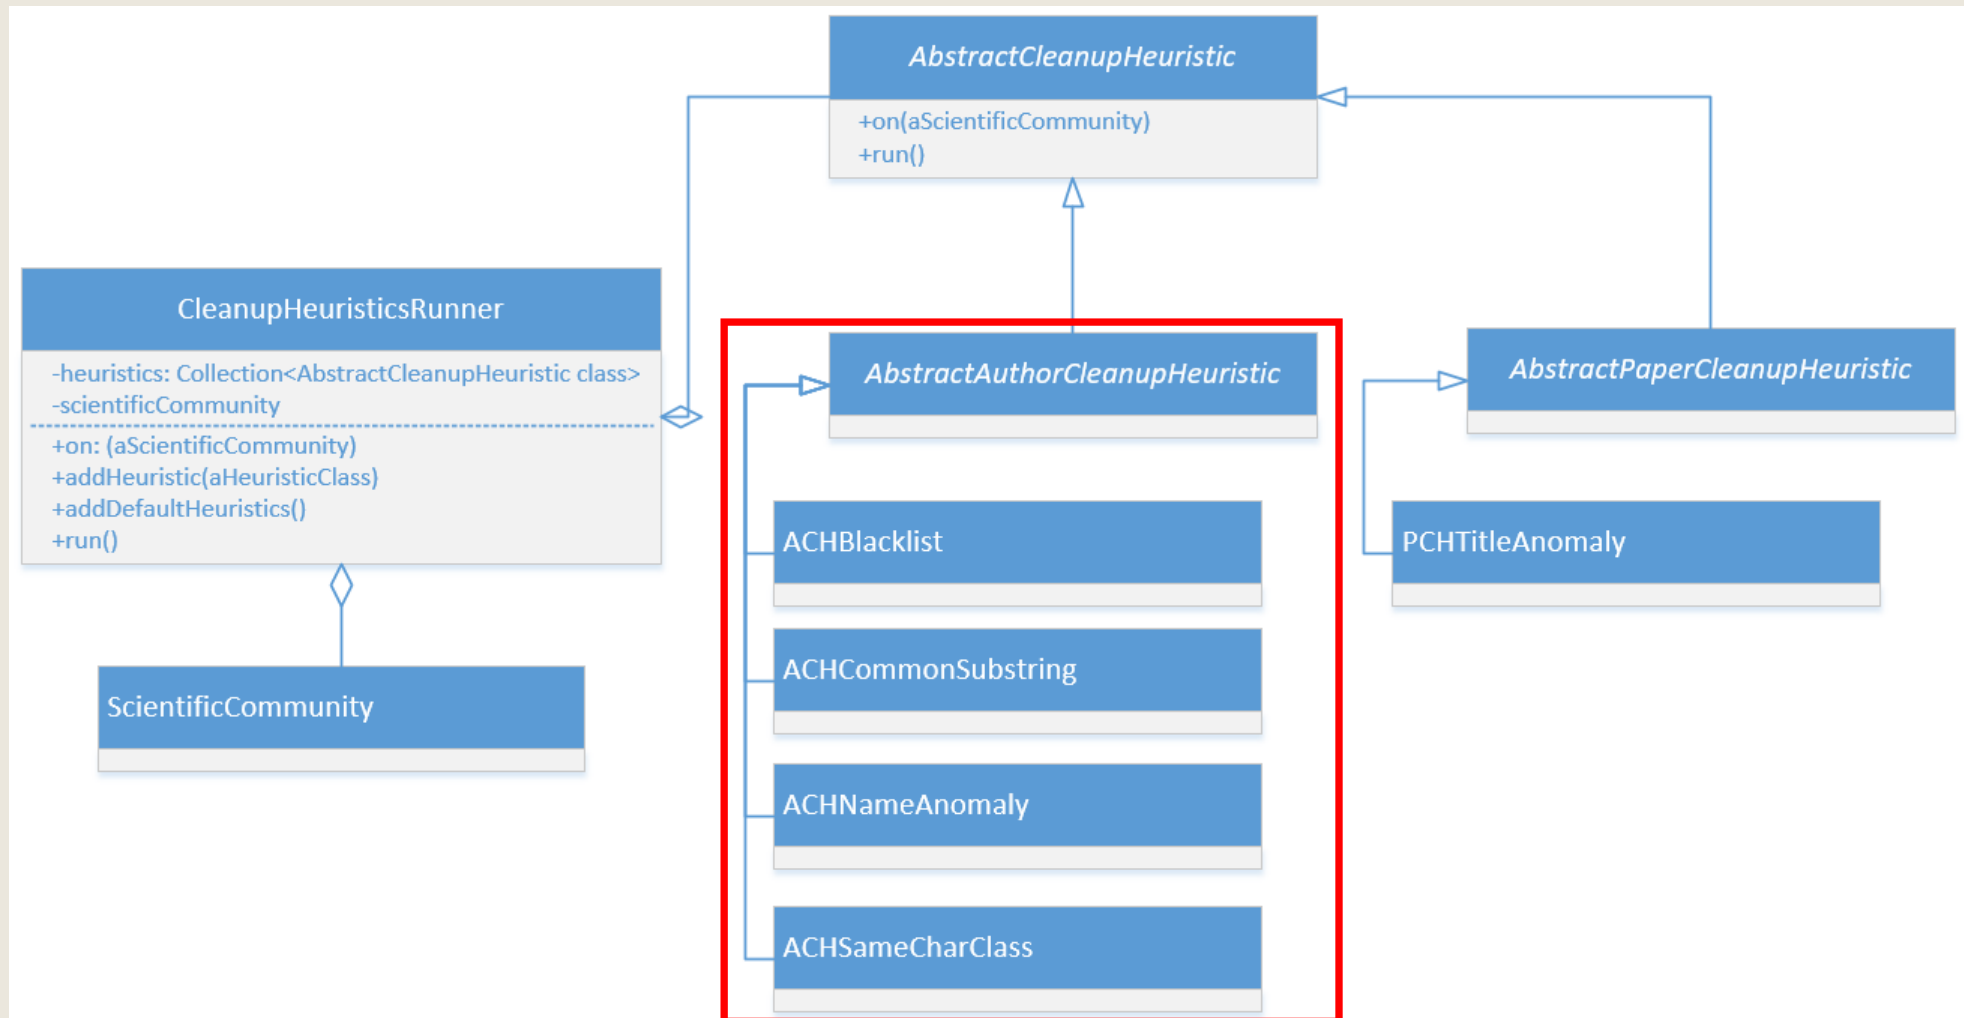 AbstractCleanupHeuristic
+on(aScientificCommunity)
+run()
CleanupHeuristicsRunner
-heuristics: Collection<AbstractCleanupHeuristic class>
-scientificCommunity
+on: (aScientificCommunity)
+addHeuristic(aHeuristicClass)
+addDefaultHeuristics()
+run()
ScientificCommunity
AbstractAuthorCleanupHeuristic
ACHBlacklist
ACHCommonSubstring
ACHNameAnomaly
ACHSameCharClass
AbstractPaperCleanupHeuristic
PCHTitleAnomaly